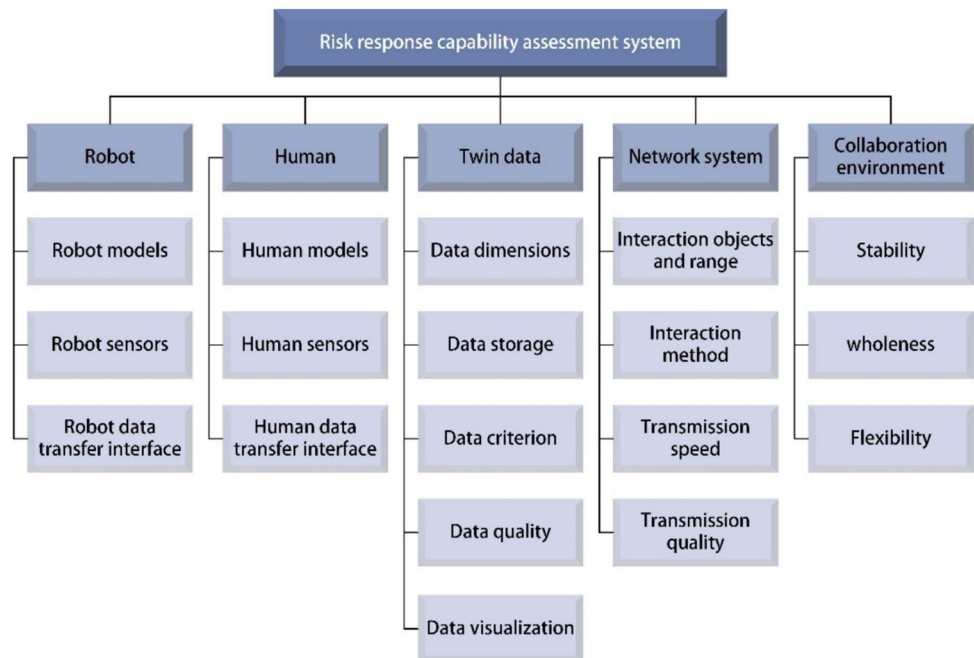 Risk response capability assessment system
Robot
Human
Twin data
Network system
Collaboration
environment
Robot models
Human models
Data dimensions
Interaction objects
and range
Stability
Robot sensors
Human sensors
Data storage
Interaction
method
wholeness
Robot data
transfer interface
Human data
transfer interface
Data criterion
Transmission
speed
Flexibility
Data quality
Transmission
quality
Data visualization